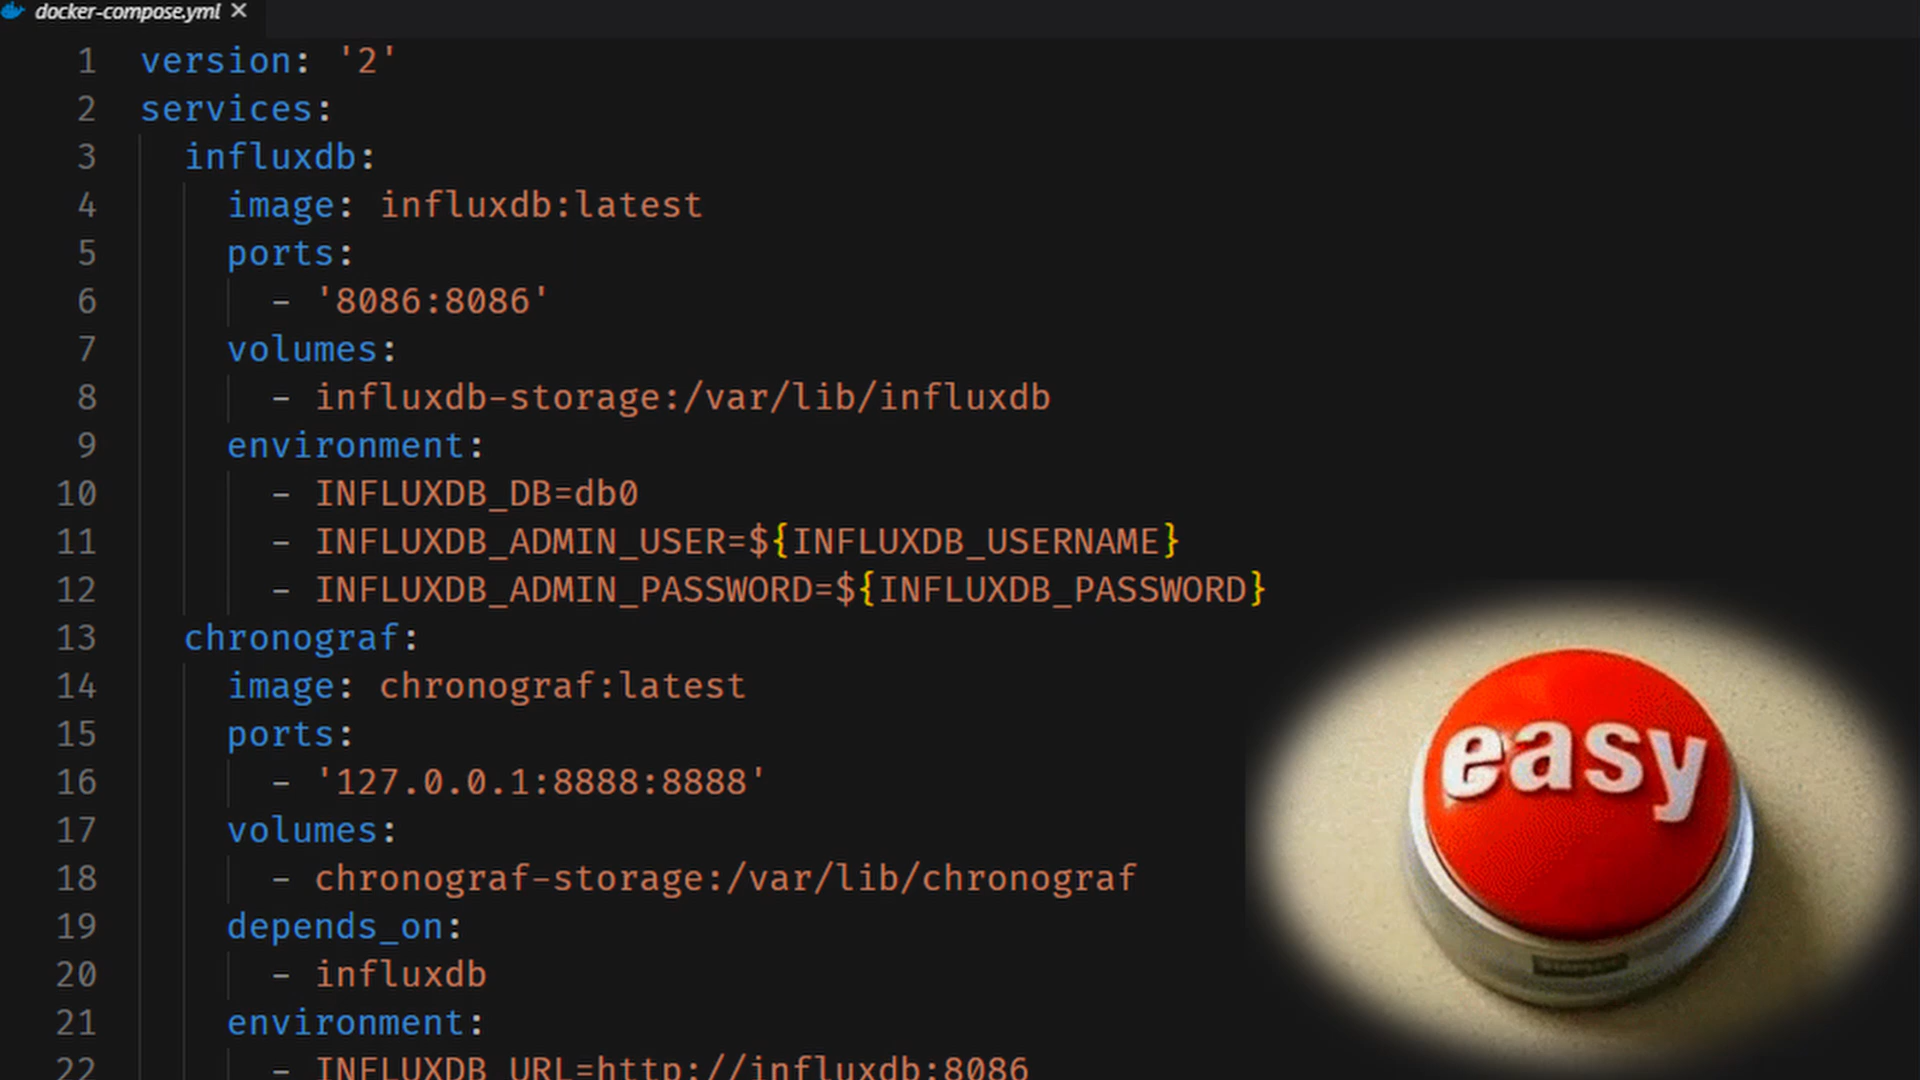 docker-compose.yml ×
1 version: '2'
2 services:
3 influxdb:
4 image: influxdb:latest
5 ports:
6 - '8086:8086'
7 volumes:
8 - influxdb-storage:/var/lib/influxdb
9 environment:
10 - INFLUXDB_DB=db0
11 - INFLUXDB_ADMIN_USER=${INFLUXDB_USERNAME}
12 - INFLUXDB_ADMIN_PASSWORD=${INFLUXDB_PASSWORD}
13 chronograf:
14 image: chronograf:latest
15 ports:
16 - '127.0.0.1:8888:8888'
17 volumes:
18 - chronograf-storage:/var/lib/chronograf
19 depends_on:
20 - influxdb
21 environment:
22 - INFLUXDB_URL=http://influxdb:8086
easy